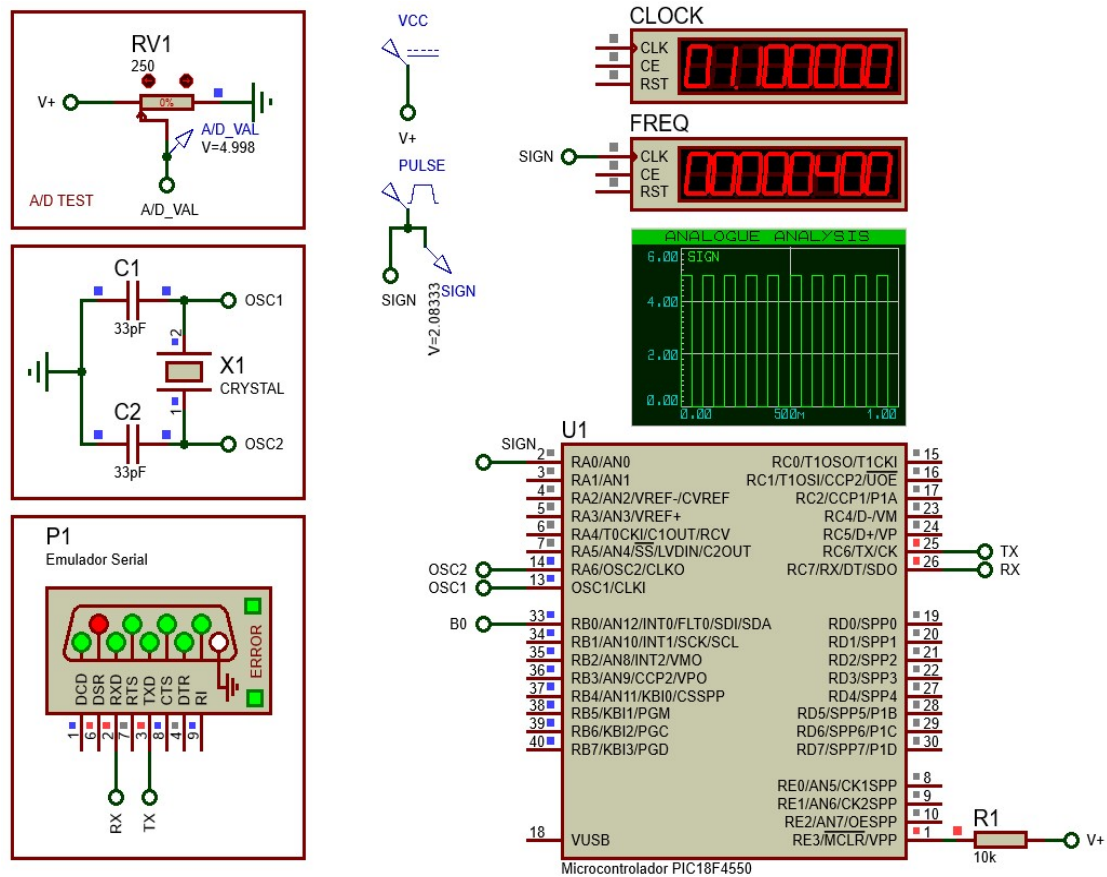 RV1
250
V+
0%
A/D_VAL
V=4.998
A/D TEST
A/D_VAL
VCC
V+
PULSE
SIGN
SIGN
V=2.08333
CLOCK
CLK
CE
RST
01.100000
FREQ
SIGN
CLK
CE
RST
00000400
ANALOGUE ANALYSIS
6.00
SIGN
4.00
2.00
0.00
0.00 500m 1.00
C1
33pF
OSC1
2
X1
CRYSTAL
1
C2
33pF
OSC2
P1
Emulador Serial
ERROR
DCD
DSR
RXD
RTS
TXD
CTS
DTR
RI
1
6
2
7
3
8
4
9
RX
TX
U1
SIGN
2 RA0/AN0
3 RA1/AN1
4 RA2/AN2/VREF-/CVREF
5 RA3/AN3/VREF+
6 RA4/T0CKI/C1OUT/RCV
7 RA5/AN4/SS/LVDIN/C2OUT
OSC2 14 RA6/OSC2/CLKO
OSC1 13 OSC1/CLKI
B0 33 RB0/AN12/INT0/FLT0/SDI/SDA
34 RB1/AN10/INT1/SCK/SCL
35 RB2/AN8/INT2/VMO
36 RB3/AN9/CCP2/VPO
37 RB4/AN11/KBI0/CSSPP
38 RB5/KBI1/PGM
39 RB6/KBI2/PGC
40 RB7/KBI3/PGD
18 VUSB
RC0/T1OSO/T1CKI 15
RC1/T1OSI/CCP2/UOE 16
RC2/CCP1/P1A 17
RC4/D-/VM 23
RC5/D+/VP 24
RC6/TX/CK 25 TX
RC7/RX/DT/SDO 26 RX
RD0/SPP0 19
RD1/SPP1 20
RD2/SPP2 21
RD3/SPP3 22
RD4/SPP4 27
RD5/SPP5/P1B 28
RD6/SPP6/P1C 29
RD7/SPP7/P1D 30
RE0/AN5/CK1SPP 8
RE1/AN6/CK2SPP 9
RE2/AN7/OESPP 10
RE3/MCLR/VPP 1
R1
10k
V+
Microcontrolador PIC18F4550